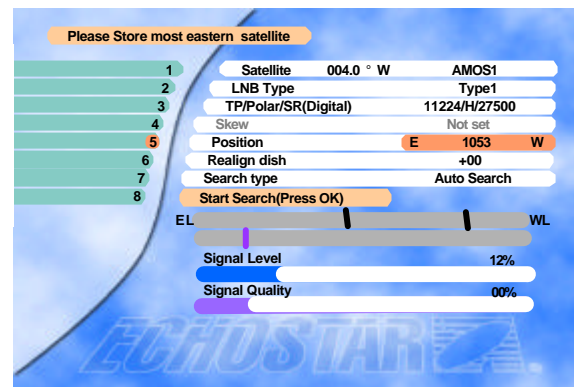 Please Store most eastern satellite
1 Satellite 004.0 ° W AMOS1
2 LNB Type Type1
3 TP/Polar/SR(Digital) 11224/H/27500
4 Skew Not set
5 Position E 1053 W
6 Realign dish +00
7 Search type Auto Search
8 Start Search(Press OK)
EL WL
Signal Level 12%
Signal Quality 00%
ECHOSTAR